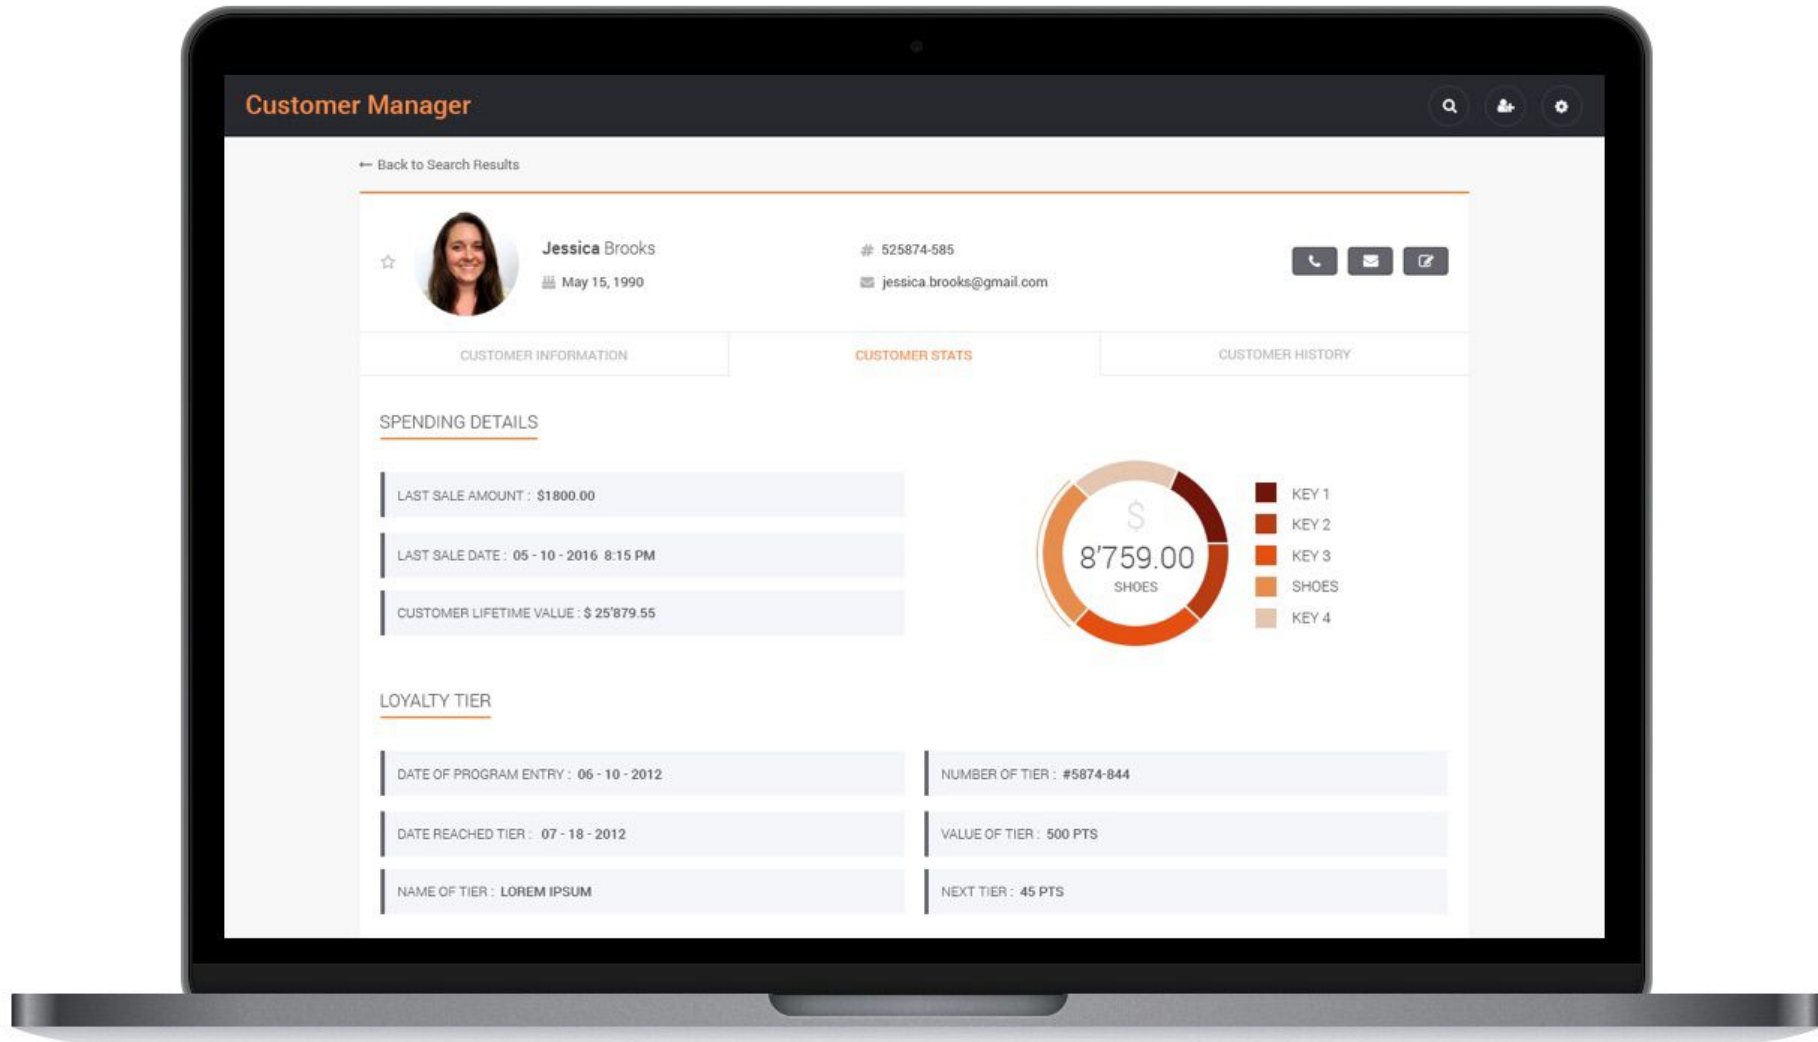 Customer Manager
← Back to Search Results
Jessica Brooks
May 15, 1990
# 525874-585
jessica.brooks@gmail.com
CUSTOMER INFORMATION
CUSTOMER STATS
CUSTOMER HISTORY
SPENDING DETAILS
LAST SALE AMOUNT : $1800.00
LAST SALE DATE : 05 - 10 - 2016 8:15 PM
CUSTOMER LIFETIME VALUE : $ 25'879.55
$
8'759.00
SHOES
KEY 1
KEY 2
KEY 3
SHOES
KEY 4
LOYALTY TIER
DATE OF PROGRAM ENTRY : 06 - 10 - 2012
NUMBER OF TIER : #5874-844
DATE REACHED TIER : 07 - 18 - 2012
VALUE OF TIER : 500 PTS
NAME OF TIER : LOREM IPSUM
NEXT TIER : 45 PTS